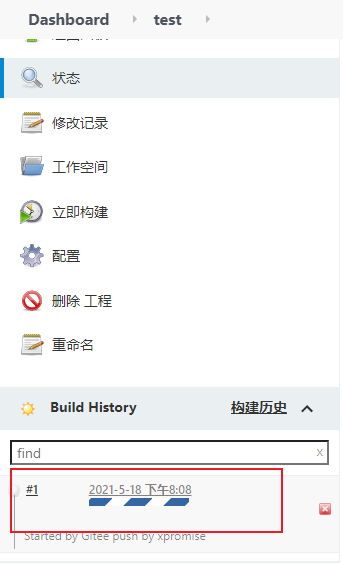 Dashboard test
状态
修改记录
工作空间
立即构建
配置
删除 工程
重命名
Build History 构建历史
find x
#1 2021-5-18 下午8:08
Started by Gitee push by xpromise